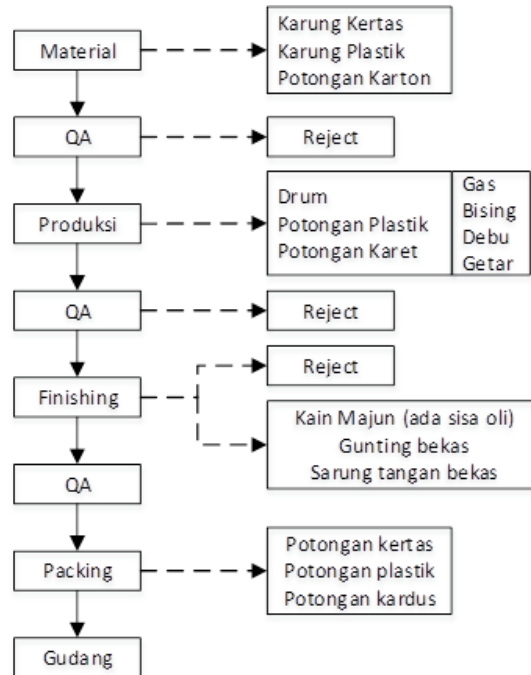 Material
Karung Kertas
Karung Plastik
Potongan Karton
QA
Reject
Produksi
Drum
Potongan Plastik
Potongan Karet
Gas
Bising
Debu
Getar
QA
Reject
Reject
Finishing
Kain Majun (ada sisa oli)
Gunting bekas
Sarung tangan bekas
QA
Packing
Potongan kertas
Potongan plastik
Potongan kardus
Gudang